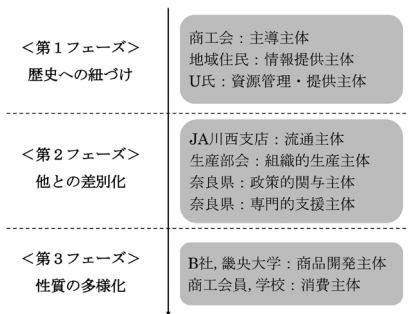 ＜第１フェーズ＞
歴史への紐づけ
商工会：主導主体
地域住民：情報提供主体
U氏：資源管理・提供主体
＜第２フェーズ＞
他との差別化
JA川西支店：流通主体
生産部会：組織的生産主体
奈良県：政策的関与主体
奈良県：専門的支援主体
＜第３フェーズ＞
性質の多様化
B社, 畿央大学：商品開発主体
商工会員, 学校：消費主体